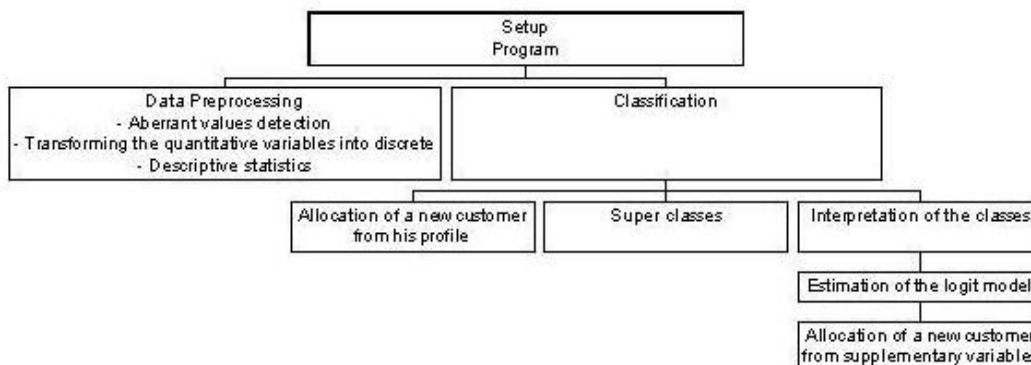 Setup
Program
Data Preprocessing
- Aberrant values detection
- Transforming the quantitative variables into discrete
- Descriptive statistics
Classification
Allocation of a new customer
from his profile
Super classes
Interpretation of the classes
Estimation of the logit model
Allocation of a new customer
from supplementary variables